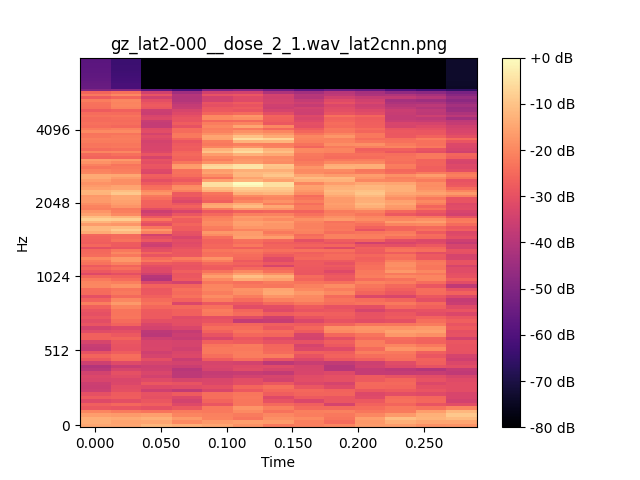 gz_lat2-000__dose_2_1.wav_lat2cnn.png
Hz
4096
2048
1024
512
0
0.000 0.050 0.100 0.150 0.200 0.250
Time
+0 dB
-10 dB
-20 dB
-30 dB
-40 dB
-50 dB
-60 dB
-70 dB
-80 dB